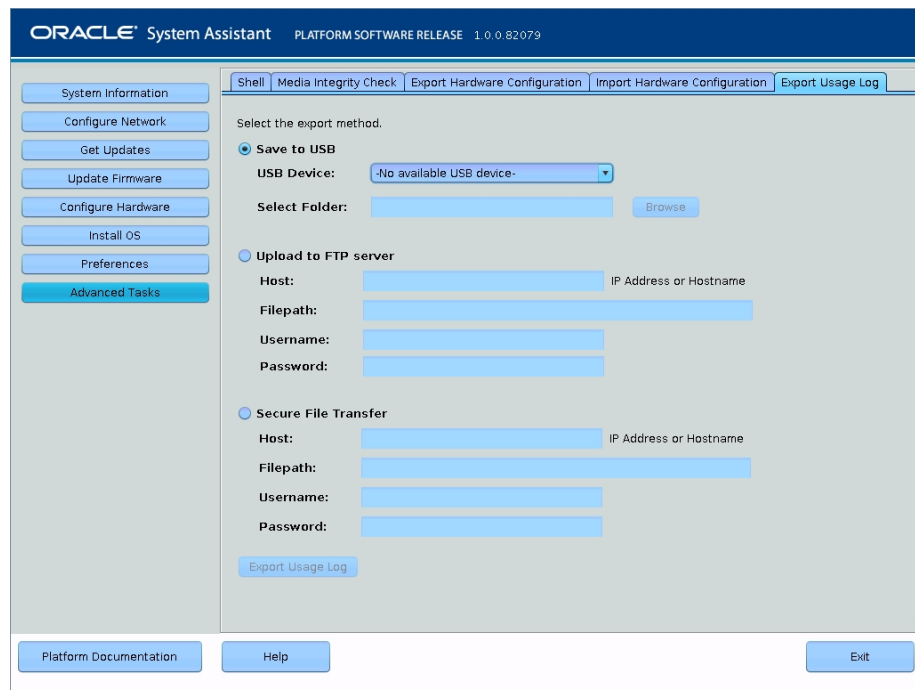 ORACLE® System Assistant PLATFORM SOFTWARE RELEASE 1.0.0.82079
System Information
Configure Network
Get Updates
Update Firmware
Configure Hardware
Install OS
Preferences
Advanced Tasks
Shell Media Integrity Check Export Hardware Configuration Import Hardware Configuration Export Usage Log
Select the export method.
Save to USB
USB Device: -No available USB device-
Select Folder: Browse
Upload to FTP server
Host: IP Address or Hostname
Filepath:
Username:
Password:
Secure File Transfer
Host: IP Address or Hostname
Filepath:
Username:
Password:
Export Usage Log
Platform Documentation Help Exit